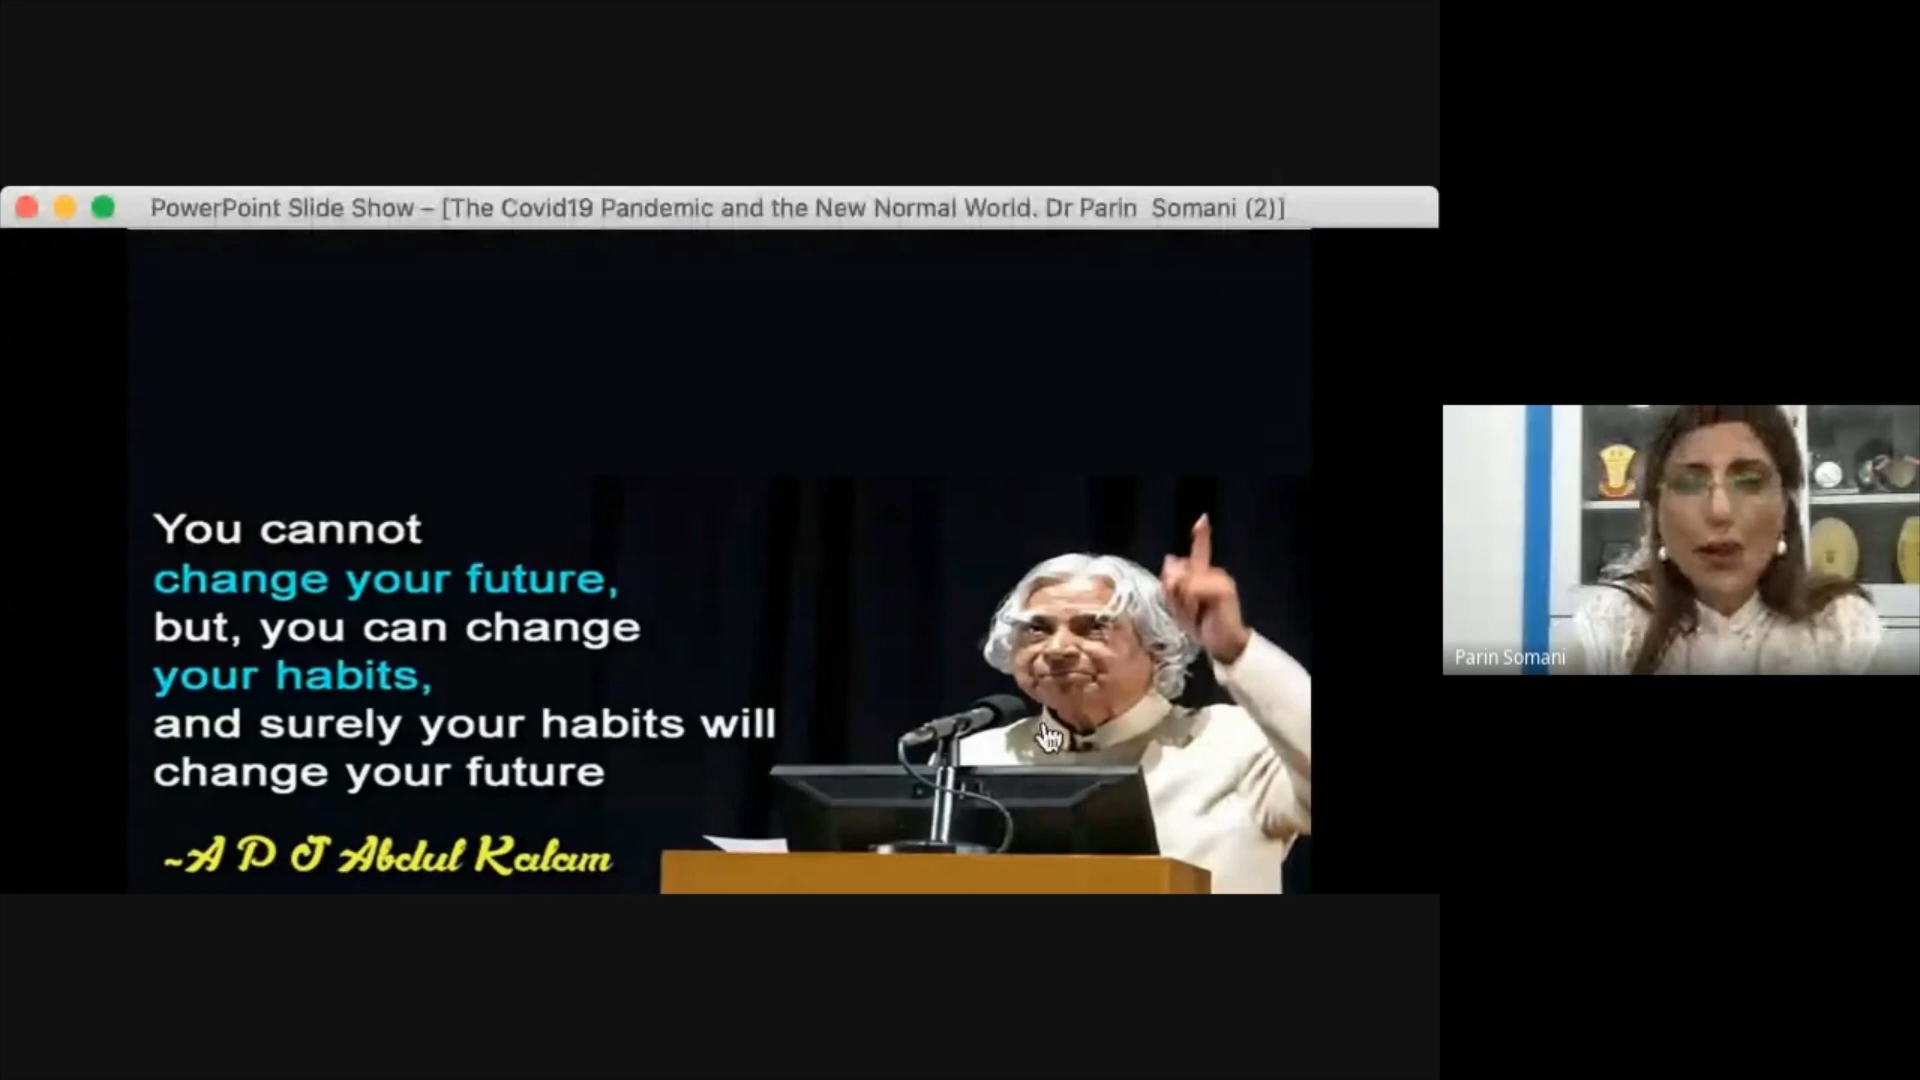 PowerPoint Slide Show – [The Covid19 Pandemic and the New Normal World. Dr Parin  Somani (2)]
You cannot
change your future,
but, you can change
your habits,
and surely your habits will
change your future
~A P J Abdul Kalam
Parin Somani